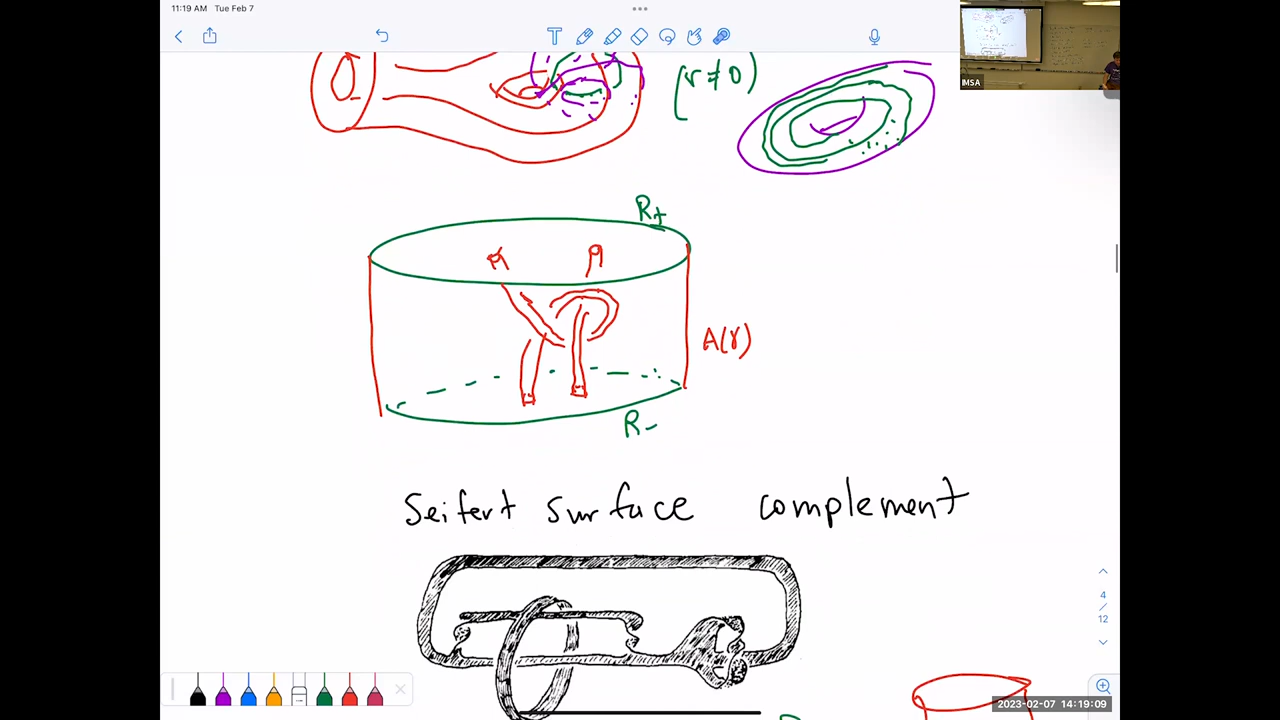 11:19 AM Tue Feb 7
(r ≠ 0)
IMSA
R+
A(γ)
R-
Seifert surface complement
4
/
12
2023-02-07 14:19:09